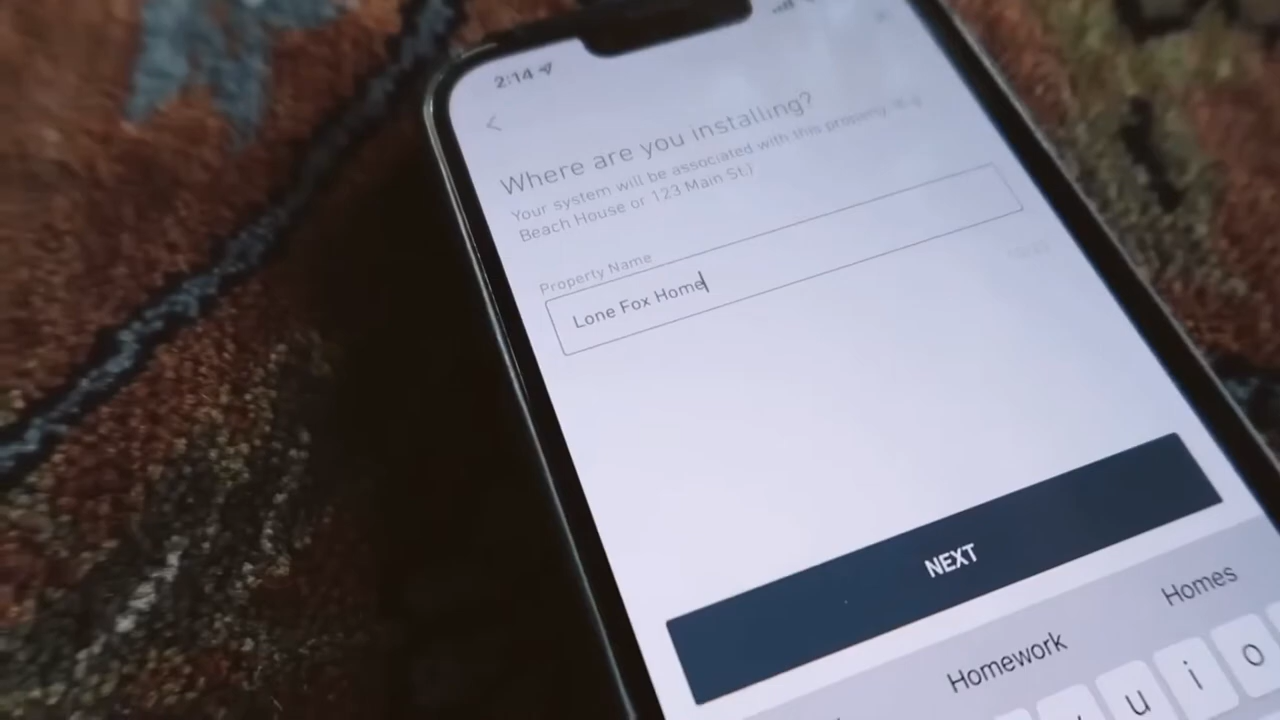 2:14
Where are you installing?
Your system will be associated with this property (e.g
Beach House or 123 Main St.)
Property Name
Lone Fox Home
NEXT
Homework
Homes
u i o